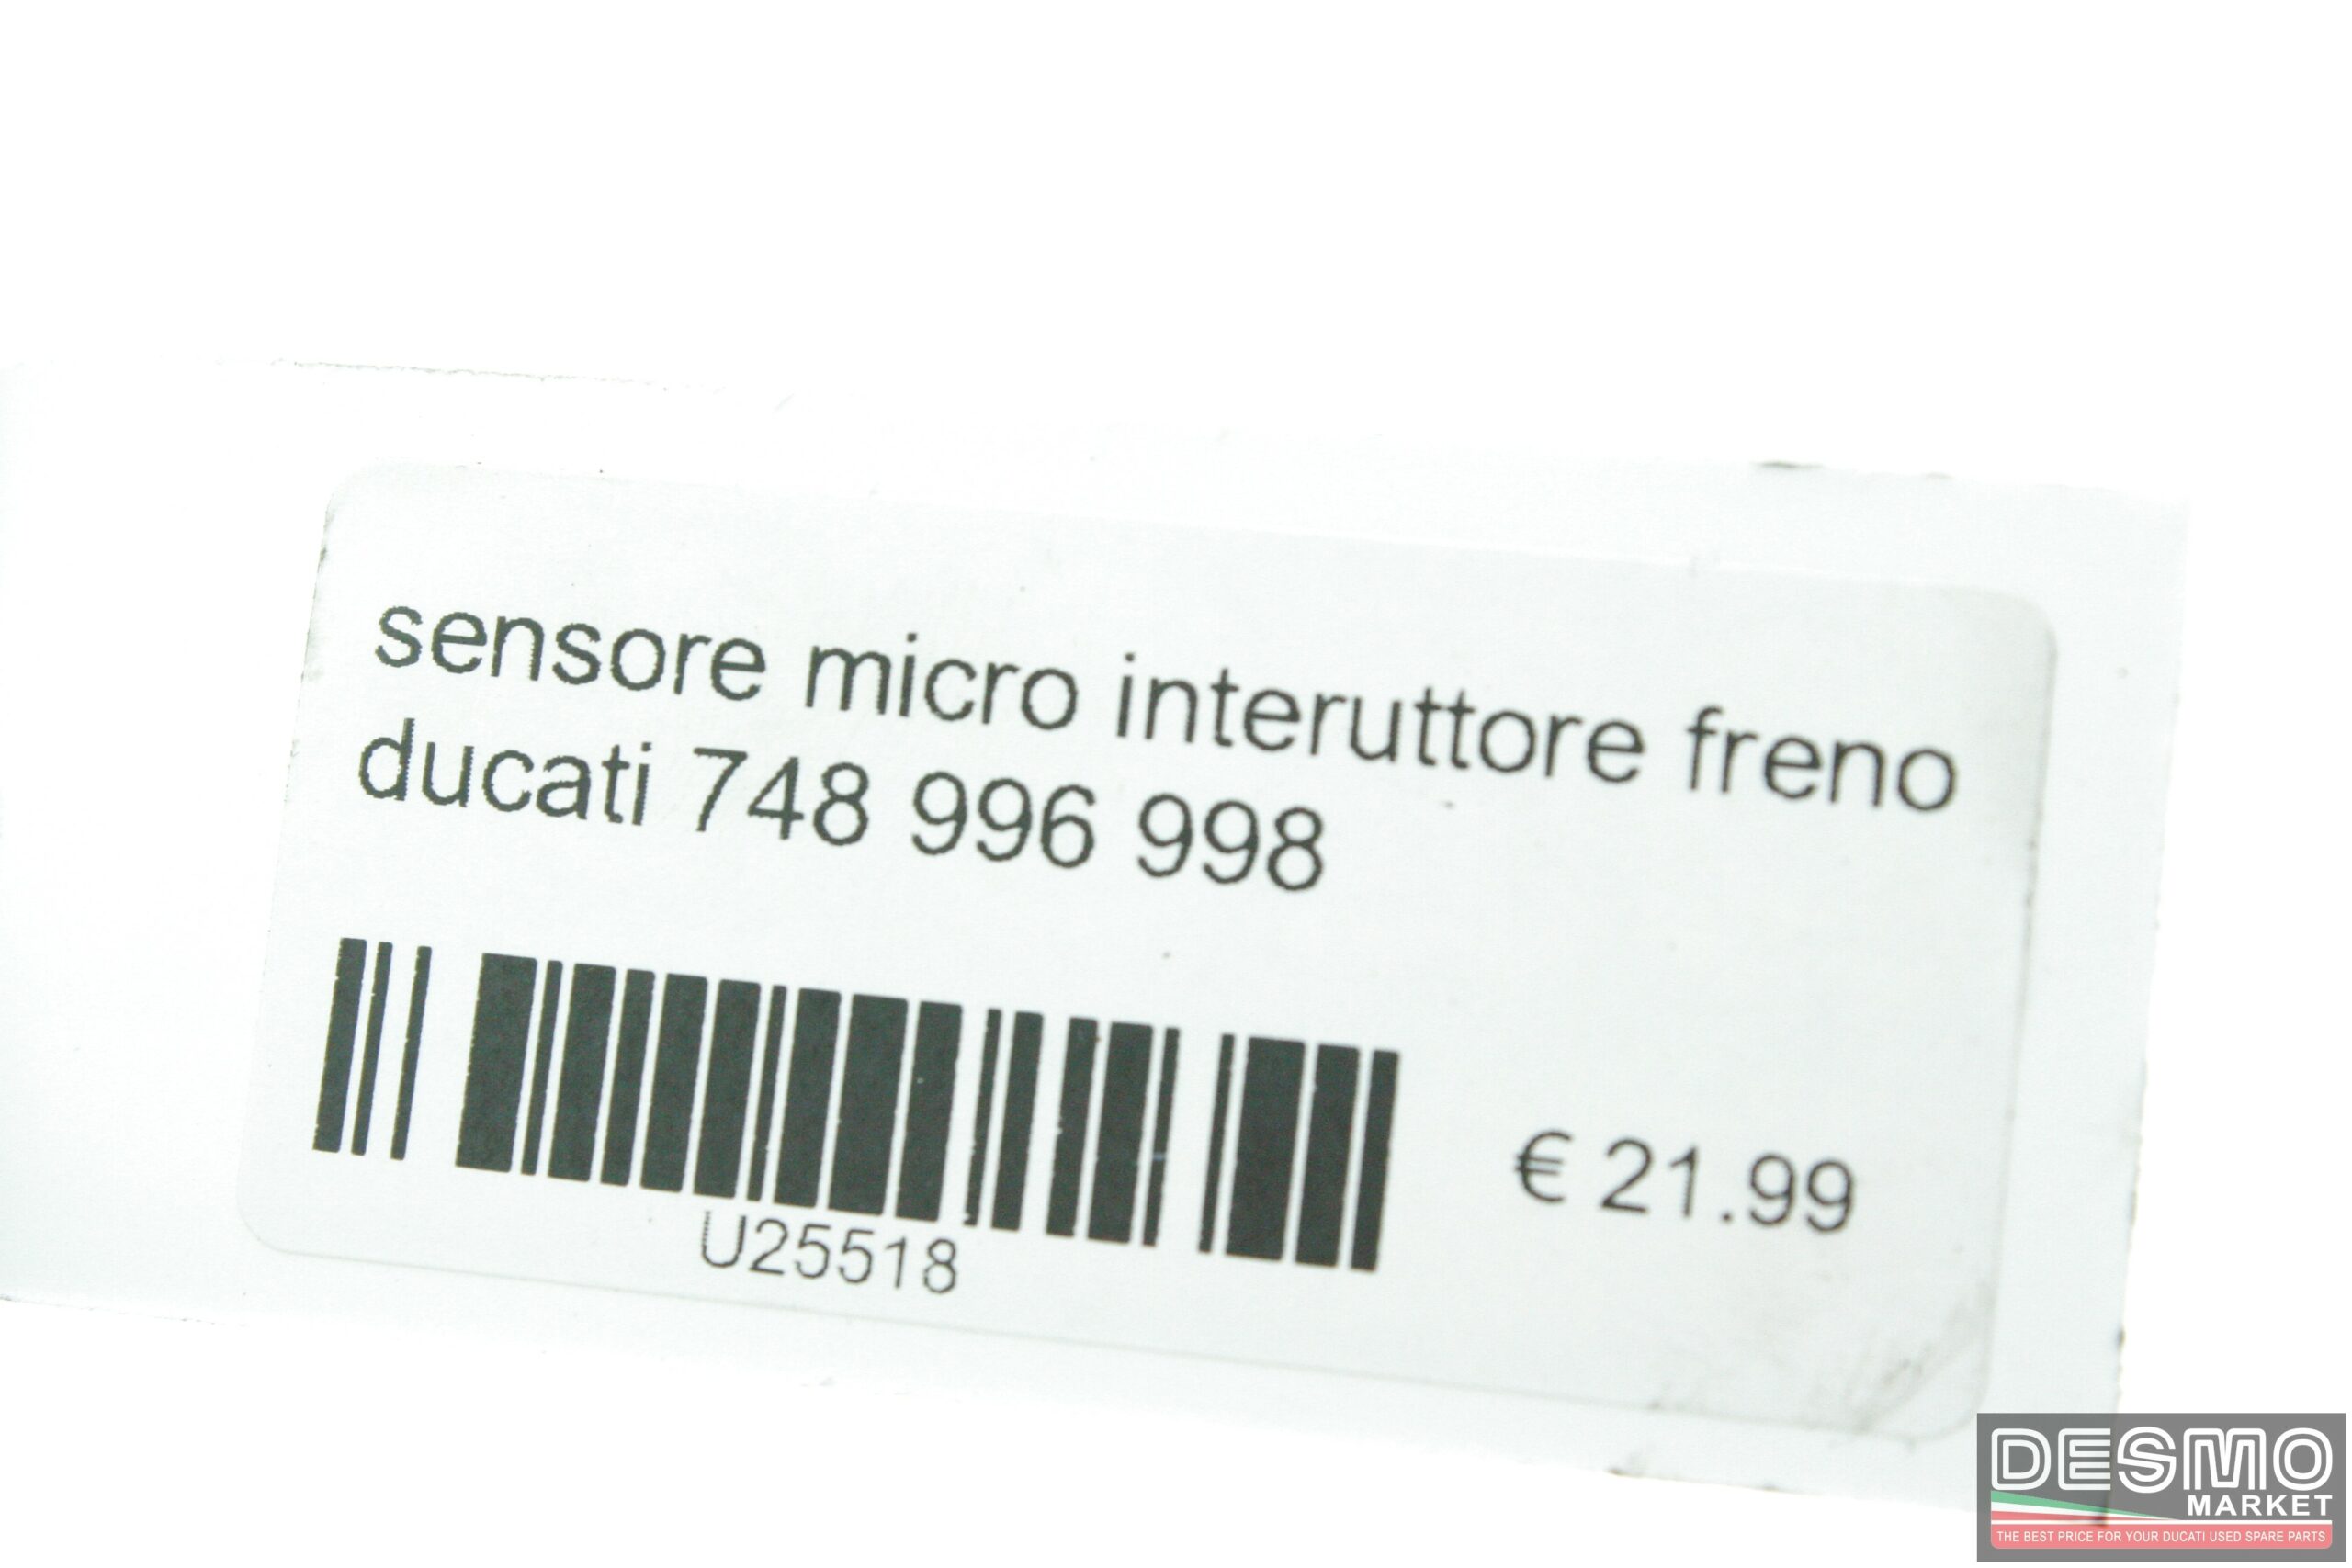 sensore micro interuttore freno
ducati 748 996 998
U25518
€ 21.99
DESMO
MARKET
THE BEST PRICE FOR YOUR DUCATI USED SPARE PARTS